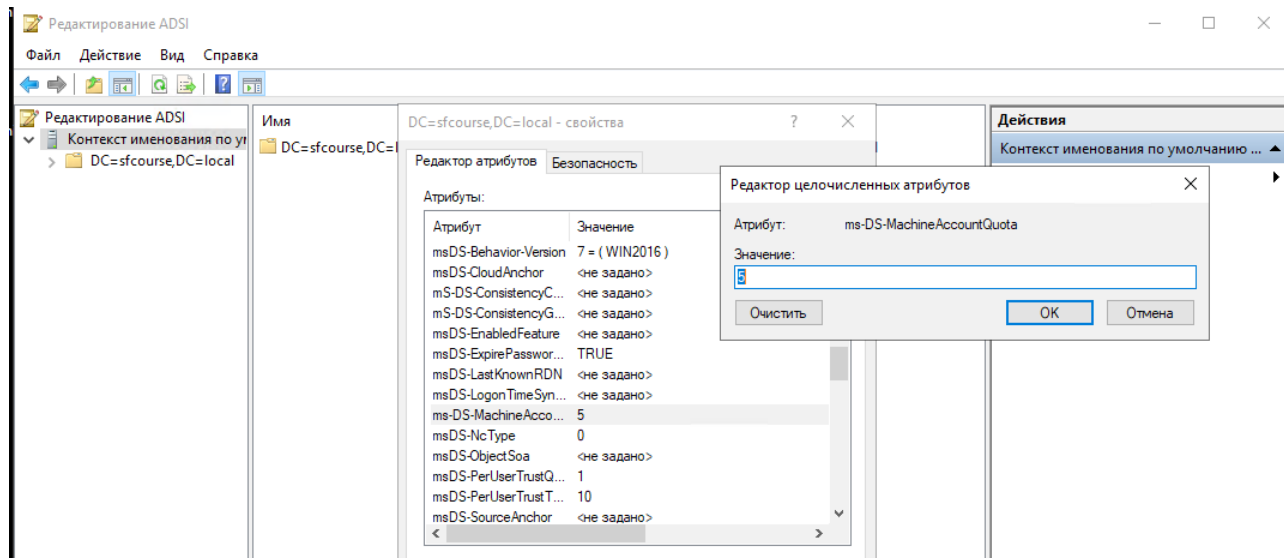 Редактирование ADSI
Файл Действие Вид Справка
Редактирование ADSI
Контекст именования по ум
DC=sfcourse,DC=local
Имя
DC=sfcourse,DC=l
DC=sfcourse,DC=local - свойства
Редактор атрибутов Безопасность
Атрибуты:
Атрибут Значение
msDS-Behavior-Version 7 = ( WIN2016 )
msDS-CloudAnchor <не задано>
mS-DS-ConsistencyC... <не задано>
mS-DS-ConsistencyG... <не задано>
msDS-EnabledFeature <не задано>
msDS-ExpirePasswor... TRUE
msDS-LastKnownRDN <не задано>
msDS-LogonTimeSyn... <не задано>
ms-DS-MachineAcco... 5
msDS-NcType 0
msDS-ObjectSoa <не задано>
msDS-PerUserTrustQ... 1
msDS-PerUserTrustT... 10
msDS-SourceAnchor <не задано>
Редактор целочисленных атрибутов
Атрибут: ms-DS-MachineAccountQuota
Значение:
5
Очистить OK Отмена
Действия
Контекст именования по умолчанию ...